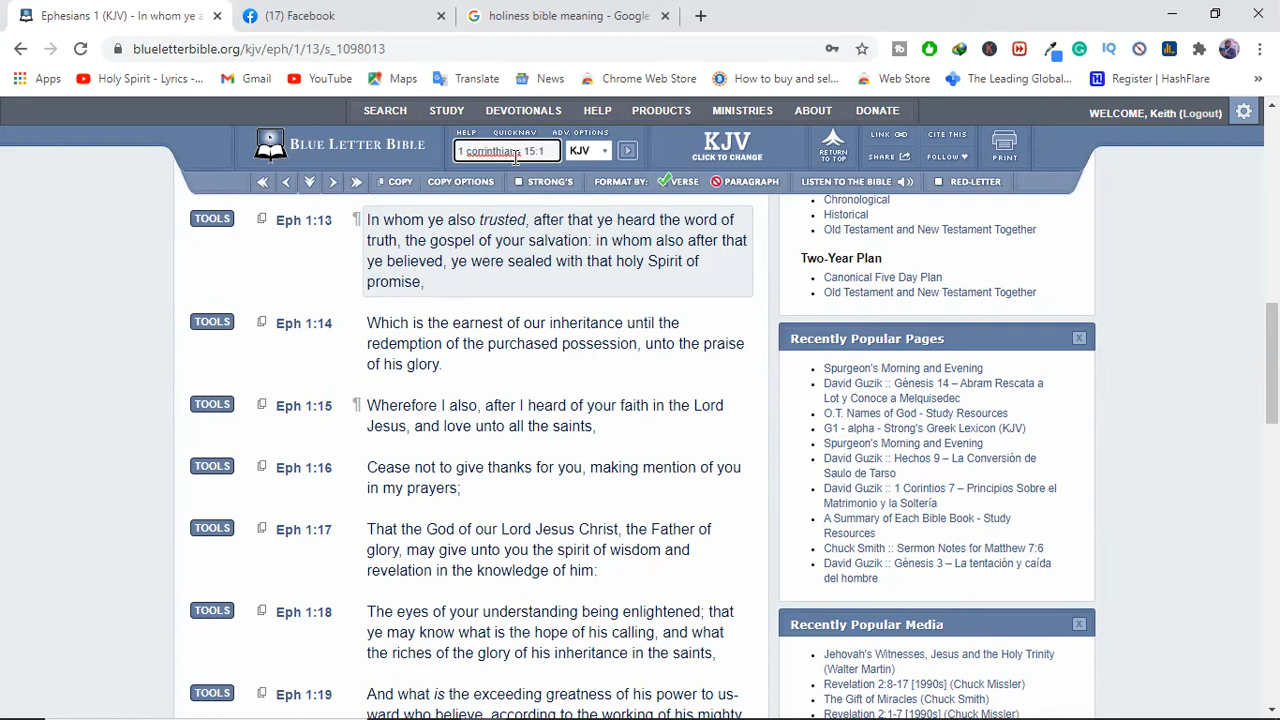 Ephesians 1 (KJV) - In whom ye a
(17) Facebook
holiness bible meaning - Google
blueletterbible.org/kjv/eph/1/13/s_1098013
Apps
Holy Spirit - Lyrics -...
Gmail
YouTube
Maps
Translate
News
Chrome Web Store
How to buy and sel...
Web Store
The Leading Global...
Register | HashFlare
SEARCH
STUDY
DEVOTIONALS
HELP
PRODUCTS
MINISTRIES
ABOUT
DONATE
WELCOME, Keith (Logout)
BLUE LETTER BIBLE
HELP
QUICKNAV
ADV. OPTIONS
1 corinthians 15:1
KJV
KJV
CLICK TO CHANGE
RETURN
TO TOP
LINK
SHARE
CITE THIS
FOLLOW
PRINT
COPY
COPY OPTIONS
STRONG'S
FORMAT BY:
VERSE
PARAGRAPH
LISTEN TO THE BIBLE
RED-LETTER
TOOLS
Eph 1:13
¶
In whom ye also trusted, after that ye heard the word of
truth, the gospel of your salvation: in whom also after that
ye believed, ye were sealed with that holy Spirit of
promise,
TOOLS
Eph 1:14
Which is the earnest of our inheritance until the
redemption of the purchased possession, unto the praise
of his glory.
TOOLS
Eph 1:15
¶
Wherefore I also, after I heard of your faith in the Lord
Jesus, and love unto all the saints,
TOOLS
Eph 1:16
Cease not to give thanks for you, making mention of you
in my prayers;
TOOLS
Eph 1:17
That the God of our Lord Jesus Christ, the Father of
glory, may give unto you the spirit of wisdom and
revelation in the knowledge of him:
TOOLS
Eph 1:18
The eyes of your understanding being enlightened; that
ye may know what is the hope of his calling, and what
the riches of the glory of his inheritance in the saints,
TOOLS
Eph 1:19
And what is the exceeding greatness of his power to us-
ward who believe, according to the working of his mighty
Chronological
Historical
Old Testament and New Testament Together
Two-Year Plan
Canonical Five Day Plan
Old Testament and New Testament Together
Recently Popular Pages
Spurgeon's Morning and Evening
David Guzik :: Génesis 14 – Abram Rescata a
Lot y Conoce a Melquisedec
O.T. Names of God - Study Resources
G1 - alpha - Strong's Greek Lexicon (KJV)
Spurgeon's Morning and Evening
David Guzik :: Hechos 9 – La Conversión de
Saulo de Tarso
David Guzik :: 1 Corintios 7 – Principios Sobre el
Matrimonio y la Soltería
A Summary of Each Bible Book - Study
Resources
Chuck Smith :: Sermon Notes for Matthew 7:6
David Guzik :: Génesis 3 – La tentación y caída
del hombre
Recently Popular Media
Jehovah's Witnesses, Jesus and the Holy Trinity
(Walter Martin)
Revelation 2:8-17 [1990s] (Chuck Missler)
The Gift of Miracles (Chuck Smith)
Revelation 2:1-7 [1990s] (Chuck Missler)